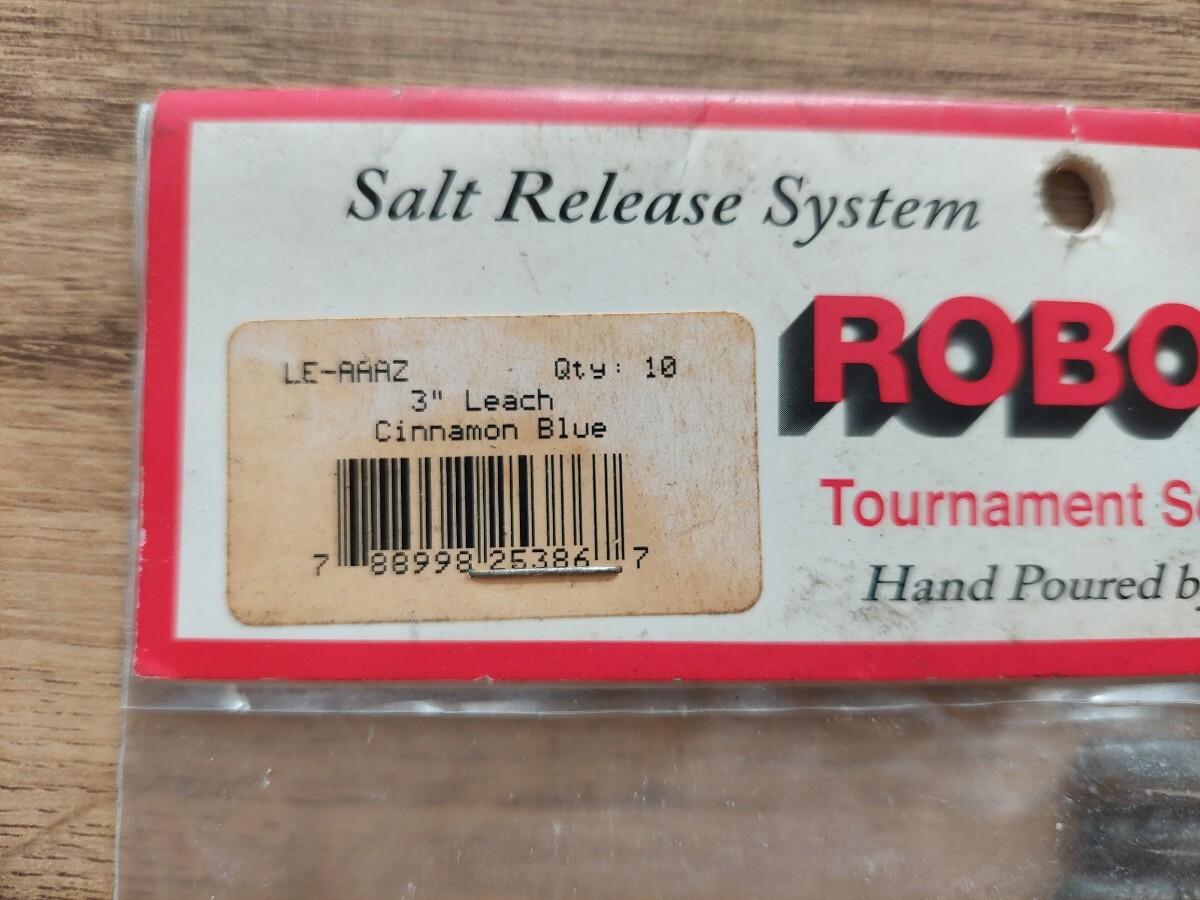 Salt Release System
LE-AAAZ Qty: 10
3" Leach
Cinnamon Blue
7 88998 25386 7
ROBO
Tournament
Hand Poured